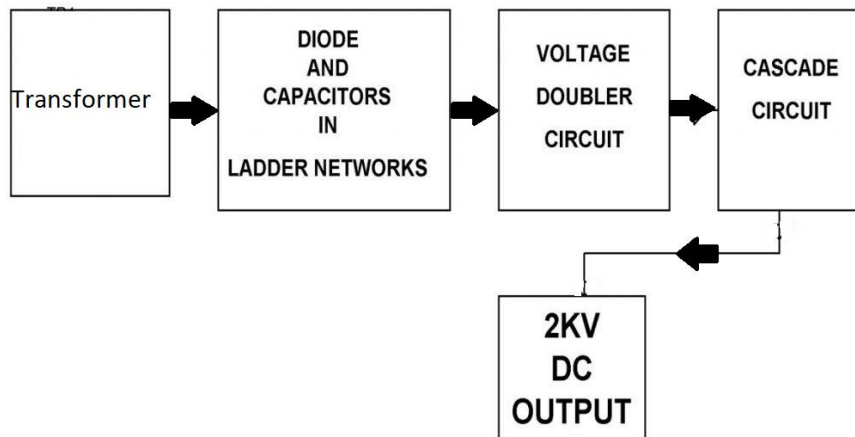 Transformer
DIODE
AND
CAPACITORS
IN
LADDER NETWORKS
VOLTAGE
DOUBLER
CIRCUIT
CASCADE
CIRCUIT
2KV
DC
OUTPUT